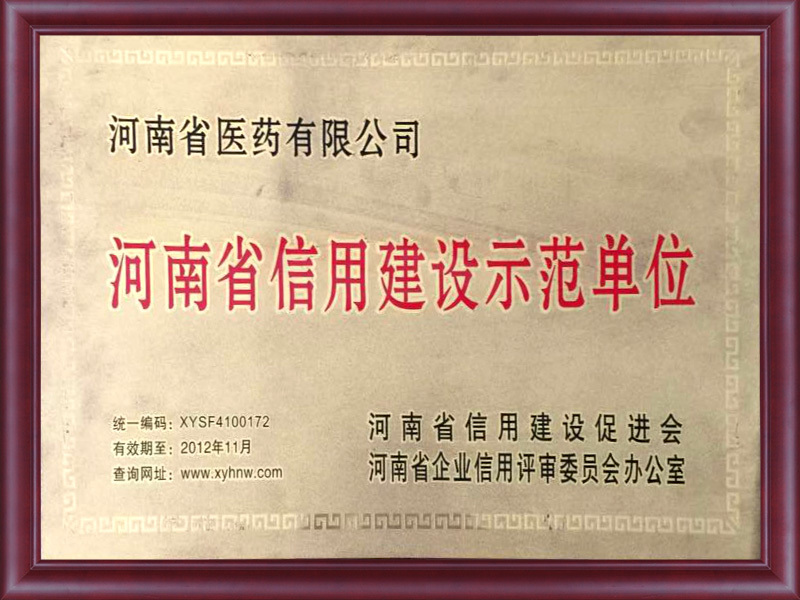 河南省医药有限公司
河南省信用建设示范单位
统一编码：XYSF4100172
有效期至：2012年11月
查询网址：www.xyhnw.com
河南省信用建设促进会
河南省企业信用评审委员会办公室